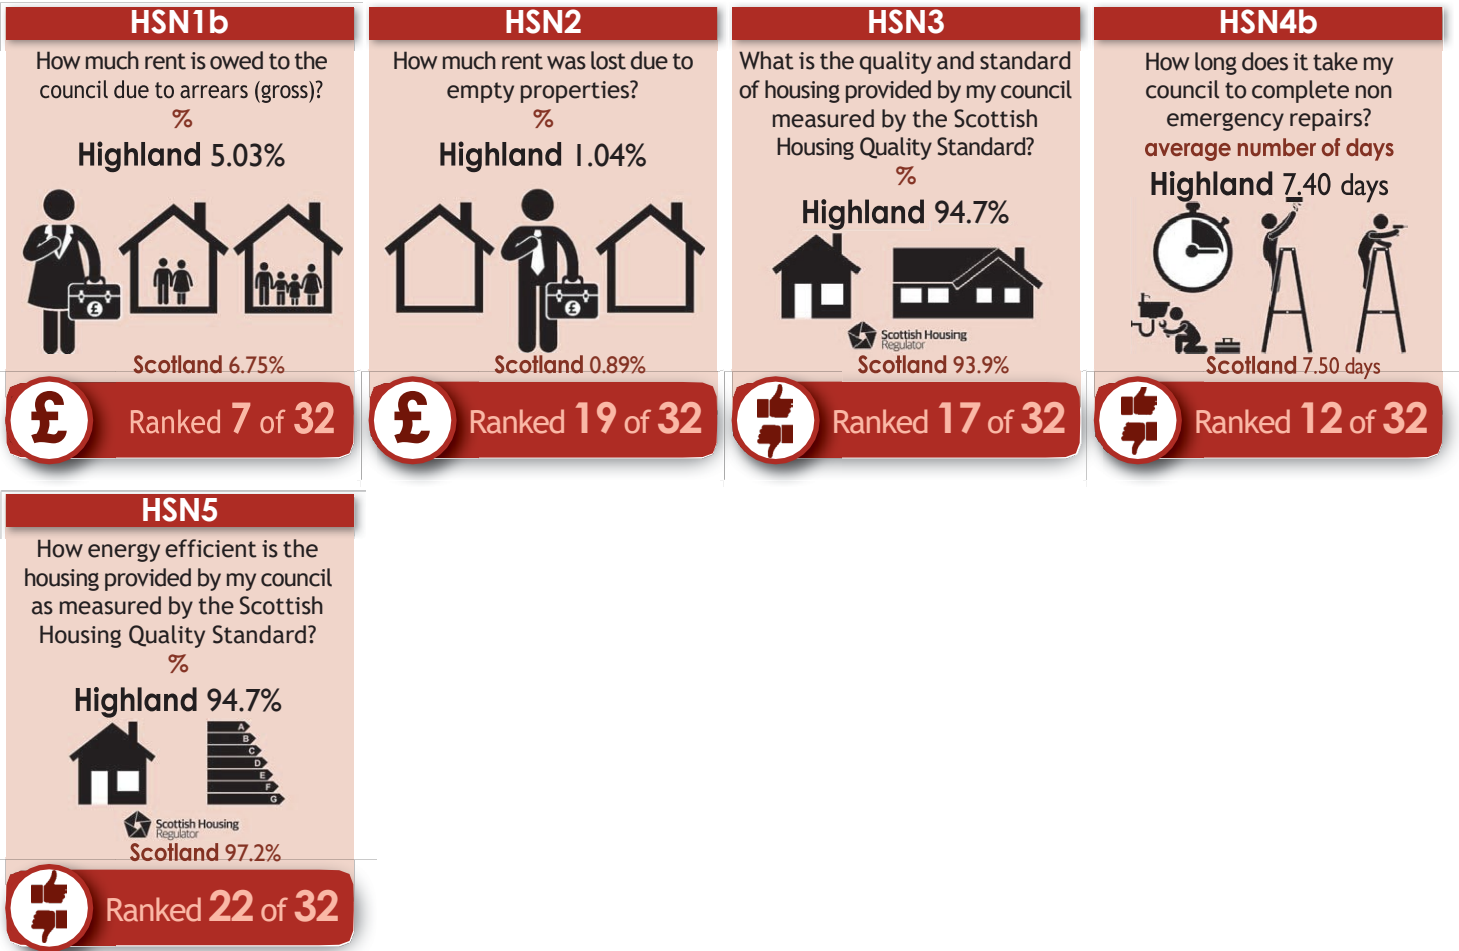 HSN1b
How much rent is owed to the
council due to arrears (gross)?
%
Highland 5.03%
£
Scotland 6.75%
£
Ranked 7 of 32
HSN2
How much rent was lost due to
empty properties?
%
Highland 1.04%
£
Scotland 0.89%
£
Ranked 19 of 32
HSN3
What is the quality and standard
of housing provided by my council
measured by the Scottish
Housing Quality Standard?
%
Highland 94.7%
Scottish Housing
Regulator
Scotland 93.9%
Ranked 17 of 32
HSN4b
How long does it take my
council to complete non
emergency repairs?
average number of days
Highland 7.40 days
Scotland 7.50 days
Ranked 12 of 32
HSN5
How energy efficient is the
housing provided by my council
as measured by the Scottish
Housing Quality Standard?
%
Highland 94.7%
A
B
C
D
E
F
G
Scottish Housing
Regulator
Scotland 97.2%
Ranked 22 of 32